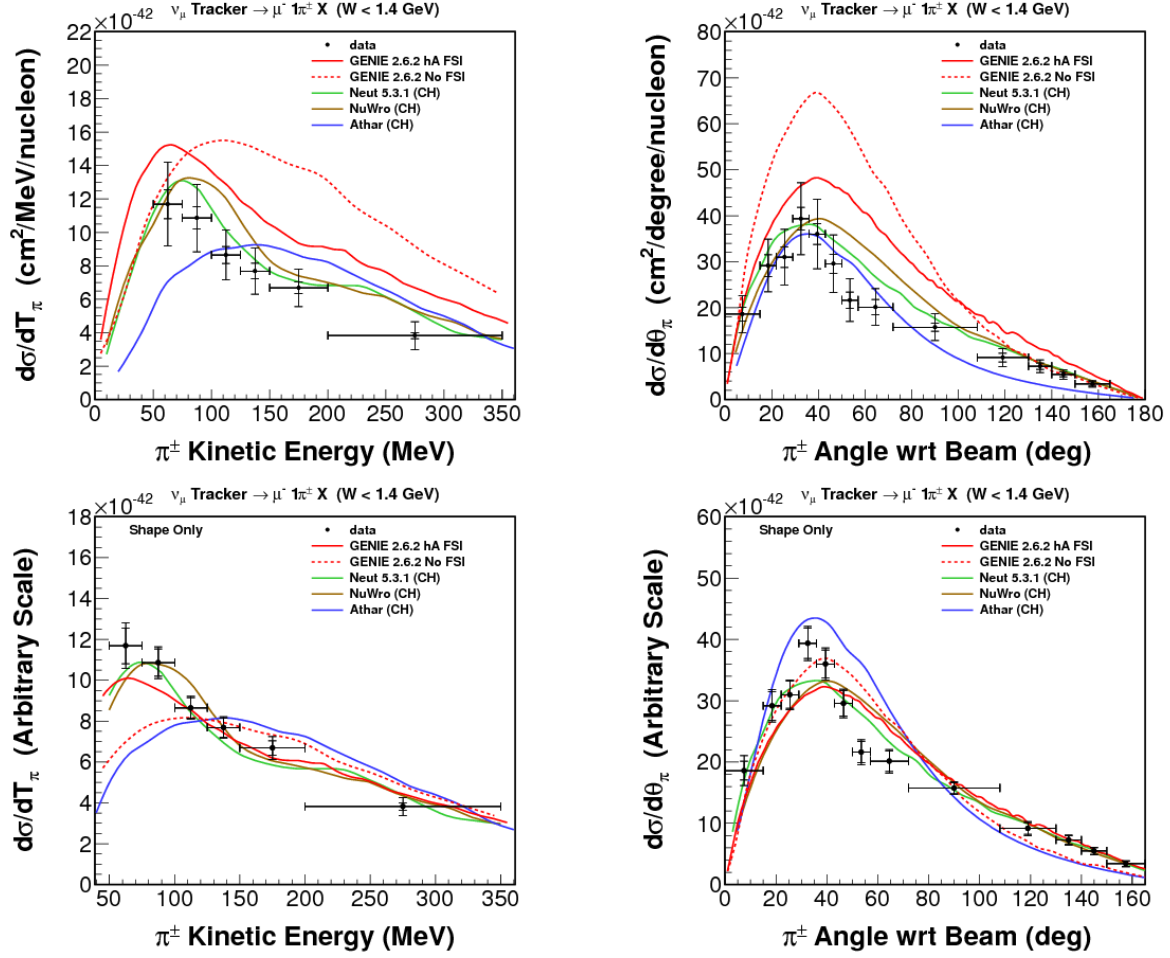 ν_μ Tracker → μ⁻ 1π^± X (W < 1.4 GeV)
×10⁻⁴²
dσ/dT_π (cm²/MeV/nucleon)
22
20
18
16
14
12
10
8
6
4
2
0
data
GENIE 2.6.2 hA FSI
GENIE 2.6.2 No FSI
Neut 5.3.1 (CH)
NuWro (CH)
Athar (CH)
0 50 100 150 200 250 300 350
π^± Kinetic Energy (MeV)
ν_μ Tracker → μ⁻ 1π^± X (W < 1.4 GeV)
×10⁻⁴²
dσ/dθ_π (cm²/degree/nucleon)
80
70
60
50
40
30
20
10
0
data
GENIE 2.6.2 hA FSI
GENIE 2.6.2 No FSI
Neut 5.3.1 (CH)
NuWro (CH)
Athar (CH)
0 20 40 60 80 100 120 140 160 180
π^± Angle wrt Beam (deg)
ν_μ Tracker → μ⁻ 1π^± X (W < 1.4 GeV)
×10⁻⁴²
Shape Only
dσ/dT_π (Arbitrary Scale)
18
16
14
12
10
8
6
4
2
0
data
GENIE 2.6.2 hA FSI
GENIE 2.6.2 No FSI
Neut 5.3.1 (CH)
NuWro (CH)
Athar (CH)
50 100 150 200 250 300 350
π^± Kinetic Energy (MeV)
ν_μ Tracker → μ⁻ 1π^± X (W < 1.4 GeV)
×10⁻⁴²
Shape Only
dσ/dθ_π (Arbitrary Scale)
60
50
40
30
20
10
0
data
GENIE 2.6.2 hA FSI
GENIE 2.6.2 No FSI
Neut 5.3.1 (CH)
NuWro (CH)
Athar (CH)
0 20 40 60 80 100 120 140 160
π^± Angle wrt Beam (deg)